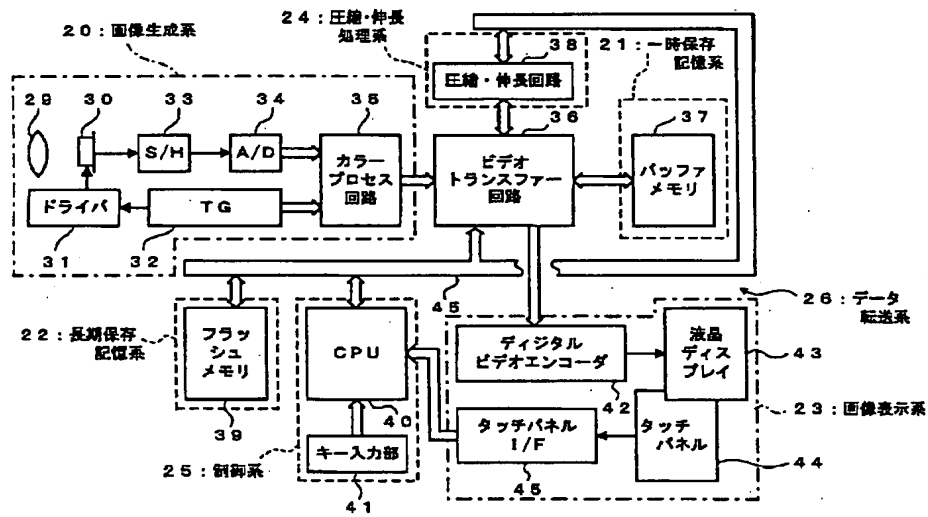 20：画像生成系
24：圧縮・伸長
処理系
38
圧縮・伸長回路
21：一時保存
記憶系
29
30
33
34
35
36
37
S/H
A/D
カラー
プロセス
回路
ビデオ
トランスファー
回路
バッファ
メモリ
ドライバ
TG
31
32
45
26：データ
転送系
22：長期保存
記憶系
フラッ
シュ
メモリ
39
CPU
40
キー入力部
41
25：制御系
ディジタル
ビデオエンコーダ
42
液晶
ディス
プレイ
43
23：画像表示系
タッチパネル
I/F
45
タッチ
パネル
44